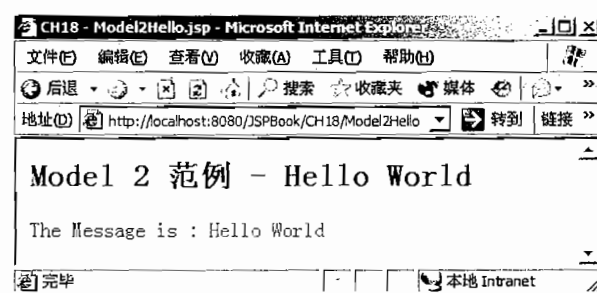 CH18 - Model2Hello.jsp - Microsoft Internet Explorer
文件(F) 编辑(E) 查看(V) 收藏(A) 工具(T) 帮助(H)
后退 搜索 收藏夹 媒体 »
地址(D) http://localhost:8080/JSPBook/CH18/Model2Hello 转到 链接 »
Model 2 范例 - Hello World
The Message is : Hello World
完毕 本地 Intranet